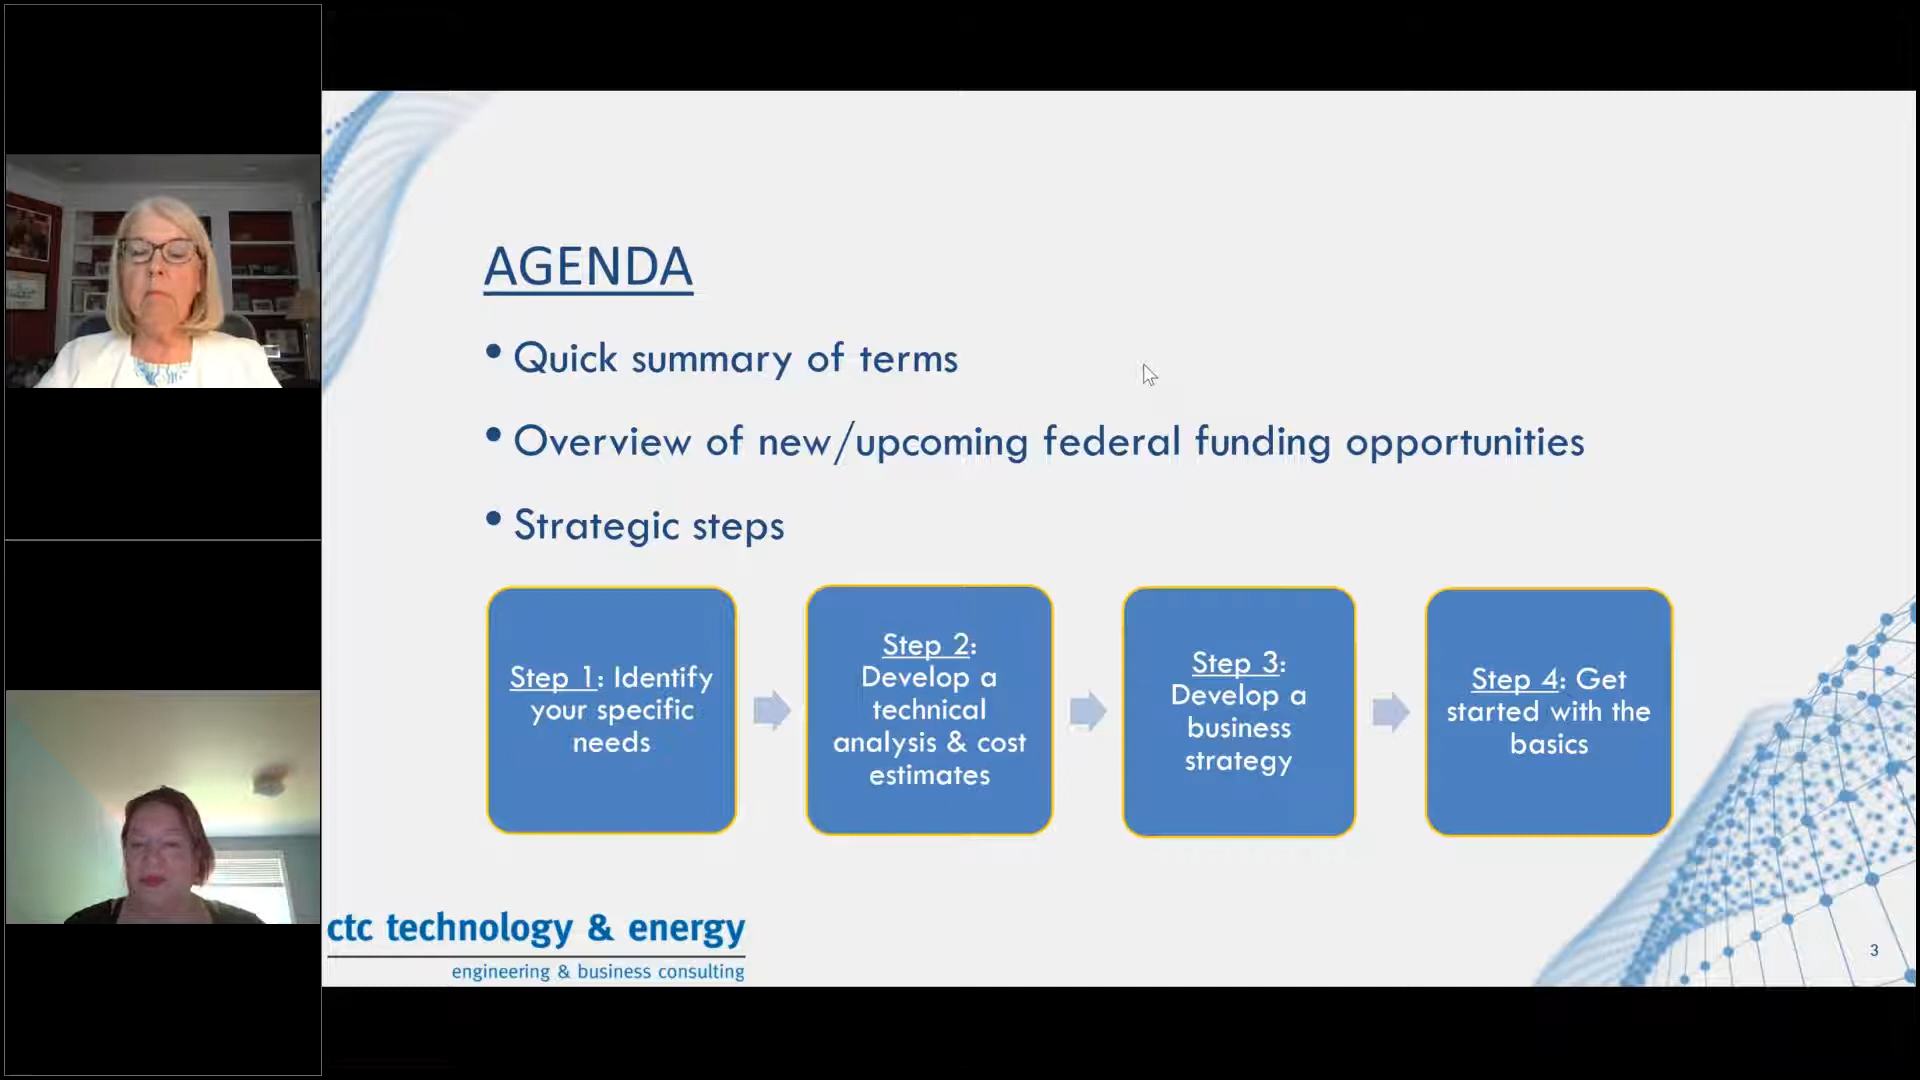 AGENDA
• Quick summary of terms
• Overview of new/upcoming federal funding opportunities
• Strategic steps
Step 1: Identify
your specific
needs
Step 2:
Develop a
technical
analysis & cost
estimates
Step 3:
Develop a
business
strategy
Step 4: Get
started with the
basics
ctc technology & energy
engineering & business consulting
3